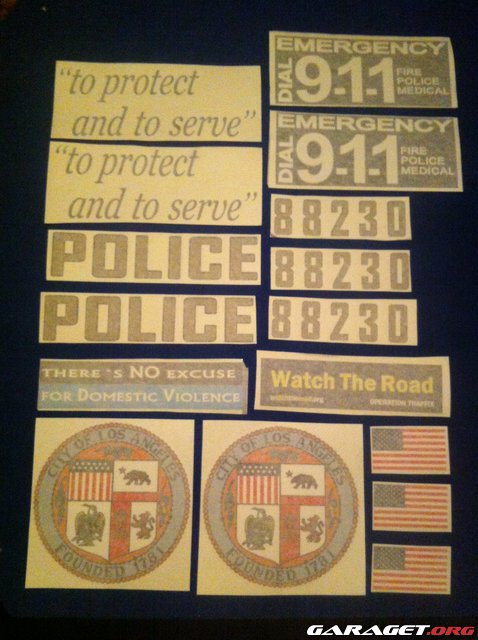 "to protect
and to serve"
"to protect
and to serve"
POLICE
POLICE
THERE'S NO EXCUSE
FOR DOMESTIC VIOLENCE
EMERGENCY
DIAL
9-1-1
FIRE
POLICE
MEDICAL
EMERGENCY
DIAL
9-1-1
FIRE
POLICE
MEDICAL
88230
88230
88230
Watch The Road
OPERATION TRAFFIX
CITY OF LOS ANGELES
FOUNDED 1781
CITY OF LOS ANGELES
FOUNDED 1781
GARAGET.ORG